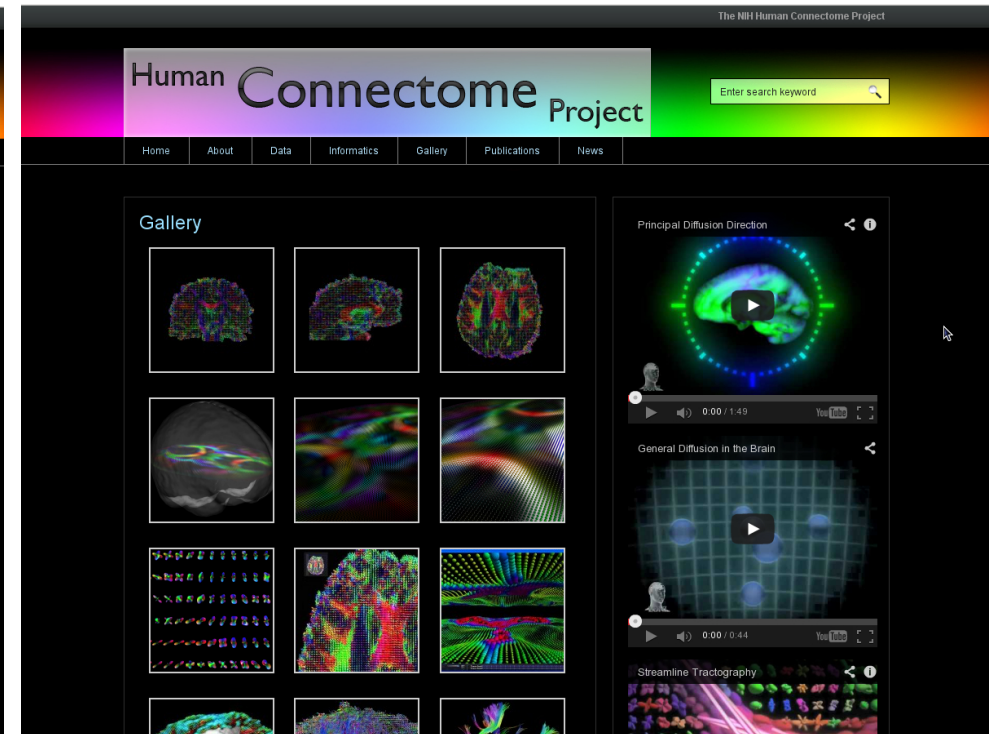 The NIH Human Connectome Project
Human Connectome Project
Enter search keyword
Home About Data Informatics Gallery Publications News
Gallery
Principal Diffusion Direction
0:00 / 1:49 YouTube
General Diffusion in the Brain
0:00 / 0:44 YouTube
Streamline Tractography